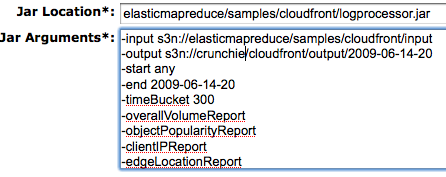 Jar Location*: elasticmapreduce/samples/cloudfront/logprocessor.jar
Jar Arguments*: -input s3n://elasticmapreduce/samples/cloudfront/input
-output s3n://crunchie/cloudfront/output/2009-06-14-20
-start any
-end 2009-06-14-20
-timeBucket 300
-overallVolumeReport
-objectPopularityReport
-clientIPReport
-edgeLocationReport